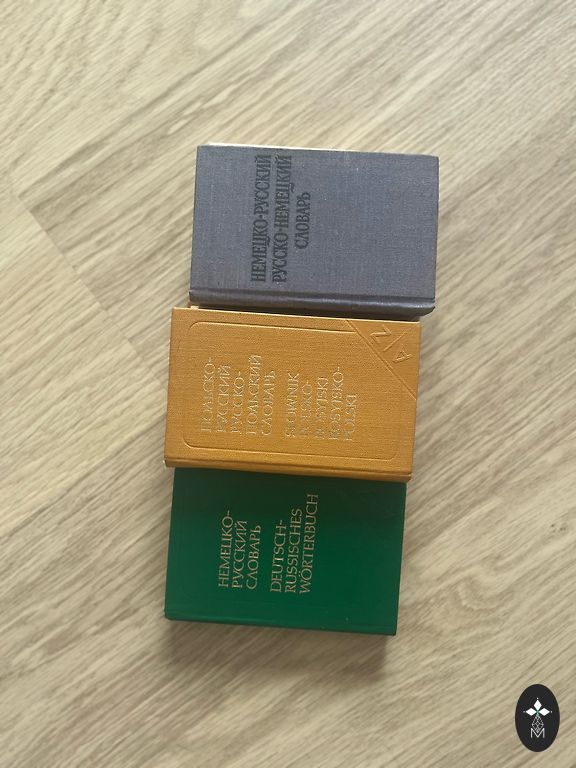 НЕМЕЦКО-РУССКИЙ
РУССКО-НЕМЕЦКИЙ
СЛОВАРЬ
ПОЛЬСКО-
РУССКИЙ
РУССКО-
ПОЛЬСКИЙ
СЛОВАРЬ
SŁOWNIK
POLSKO-
ROSYJSKI
ROSYJSKO-
POLSKI
НЕМЕЦКО-
РУССКИЙ
СЛОВАРЬ
DEUTSCH-
RUSSISCHES
WÖRTERBUCH
M